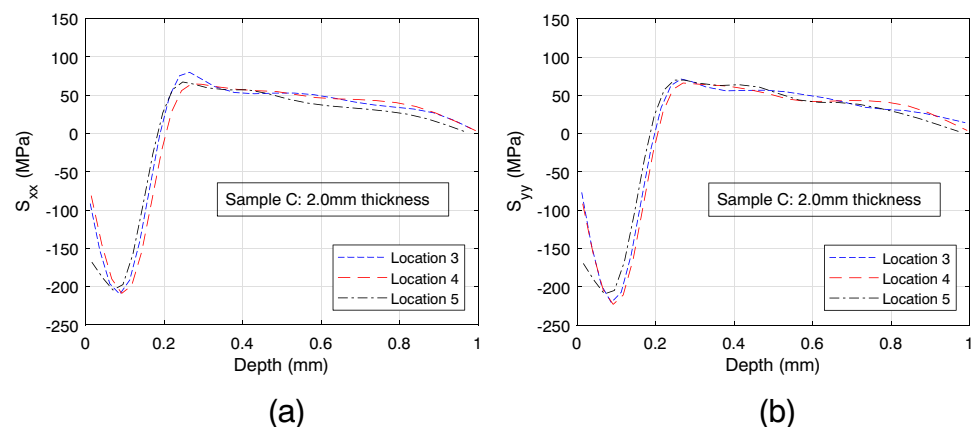 150
100
50
0
-50
-100
-150
-200
-250
S_xx (MPa)
Sample C: 2.0mm thickness
Location 3
Location 4
Location 5
0
0.2
0.4
0.6
0.8
1
Depth (mm)
(a)
150
100
50
0
-50
-100
-150
-200
-250
S_yy (MPa)
Sample C: 2.0mm thickness
Location 3
Location 4
Location 5
0
0.2
0.4
0.6
0.8
1
Depth (mm)
(b)